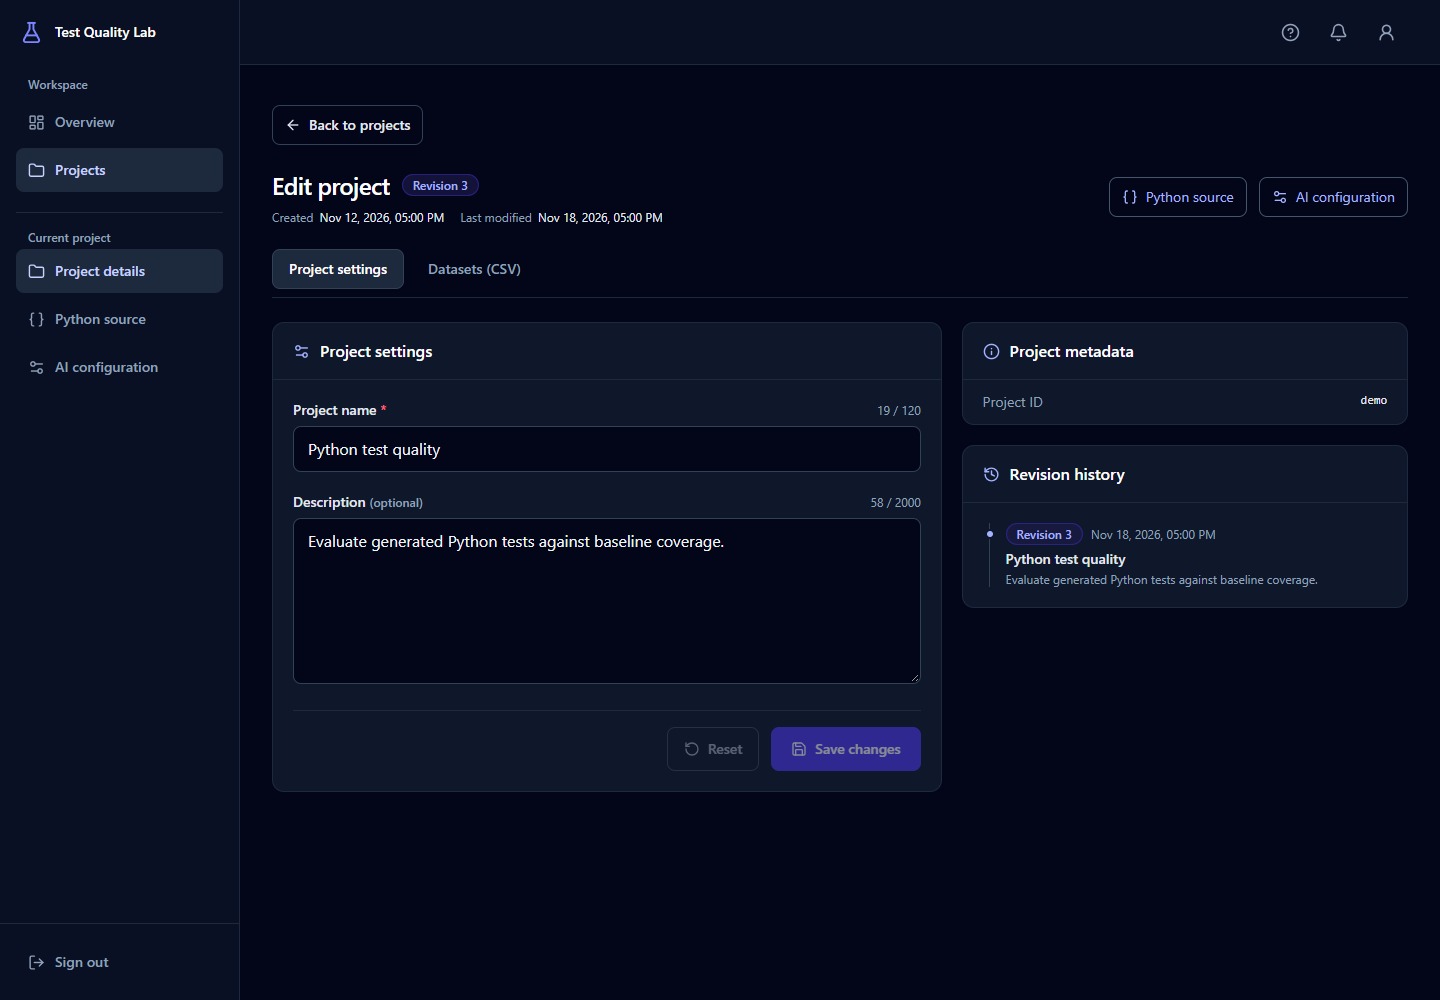 Test Quality Lab
Workspace
Overview
Projects
Current project
Project details
Python source
AI configuration
Sign out
Back to projects
Edit project
Revision 3
Created Nov 12, 2026, 05:00 PM Last modified Nov 18, 2026, 05:00 PM
Python source
AI configuration
Project settings
Datasets (CSV)
Project settings
Project name *
19 / 120
Python test quality
Description (optional)
58 / 2000
Evaluate generated Python tests against baseline coverage.
Reset
Save changes
Project metadata
Project ID
demo
Revision history
Revision 3 Nov 18, 2026, 05:00 PM
Python test quality
Evaluate generated Python tests against baseline coverage.